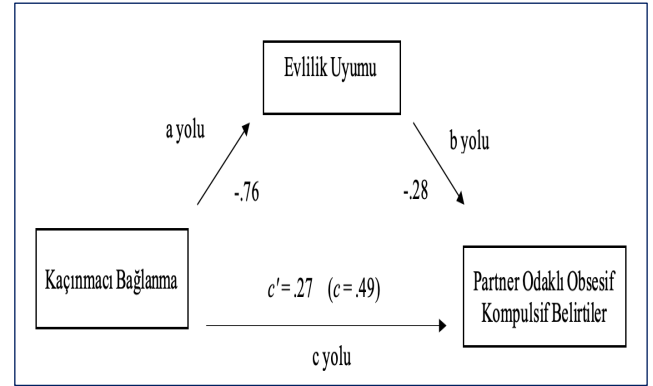 Evlilik Uyumu
a yolu
b yolu
-.76
-.28
Kaçınmacı Bağlanma
c' = .27 (c = .49)
Partner Odaklı Obsesif
Kompulsif Belirtiler
c yolu